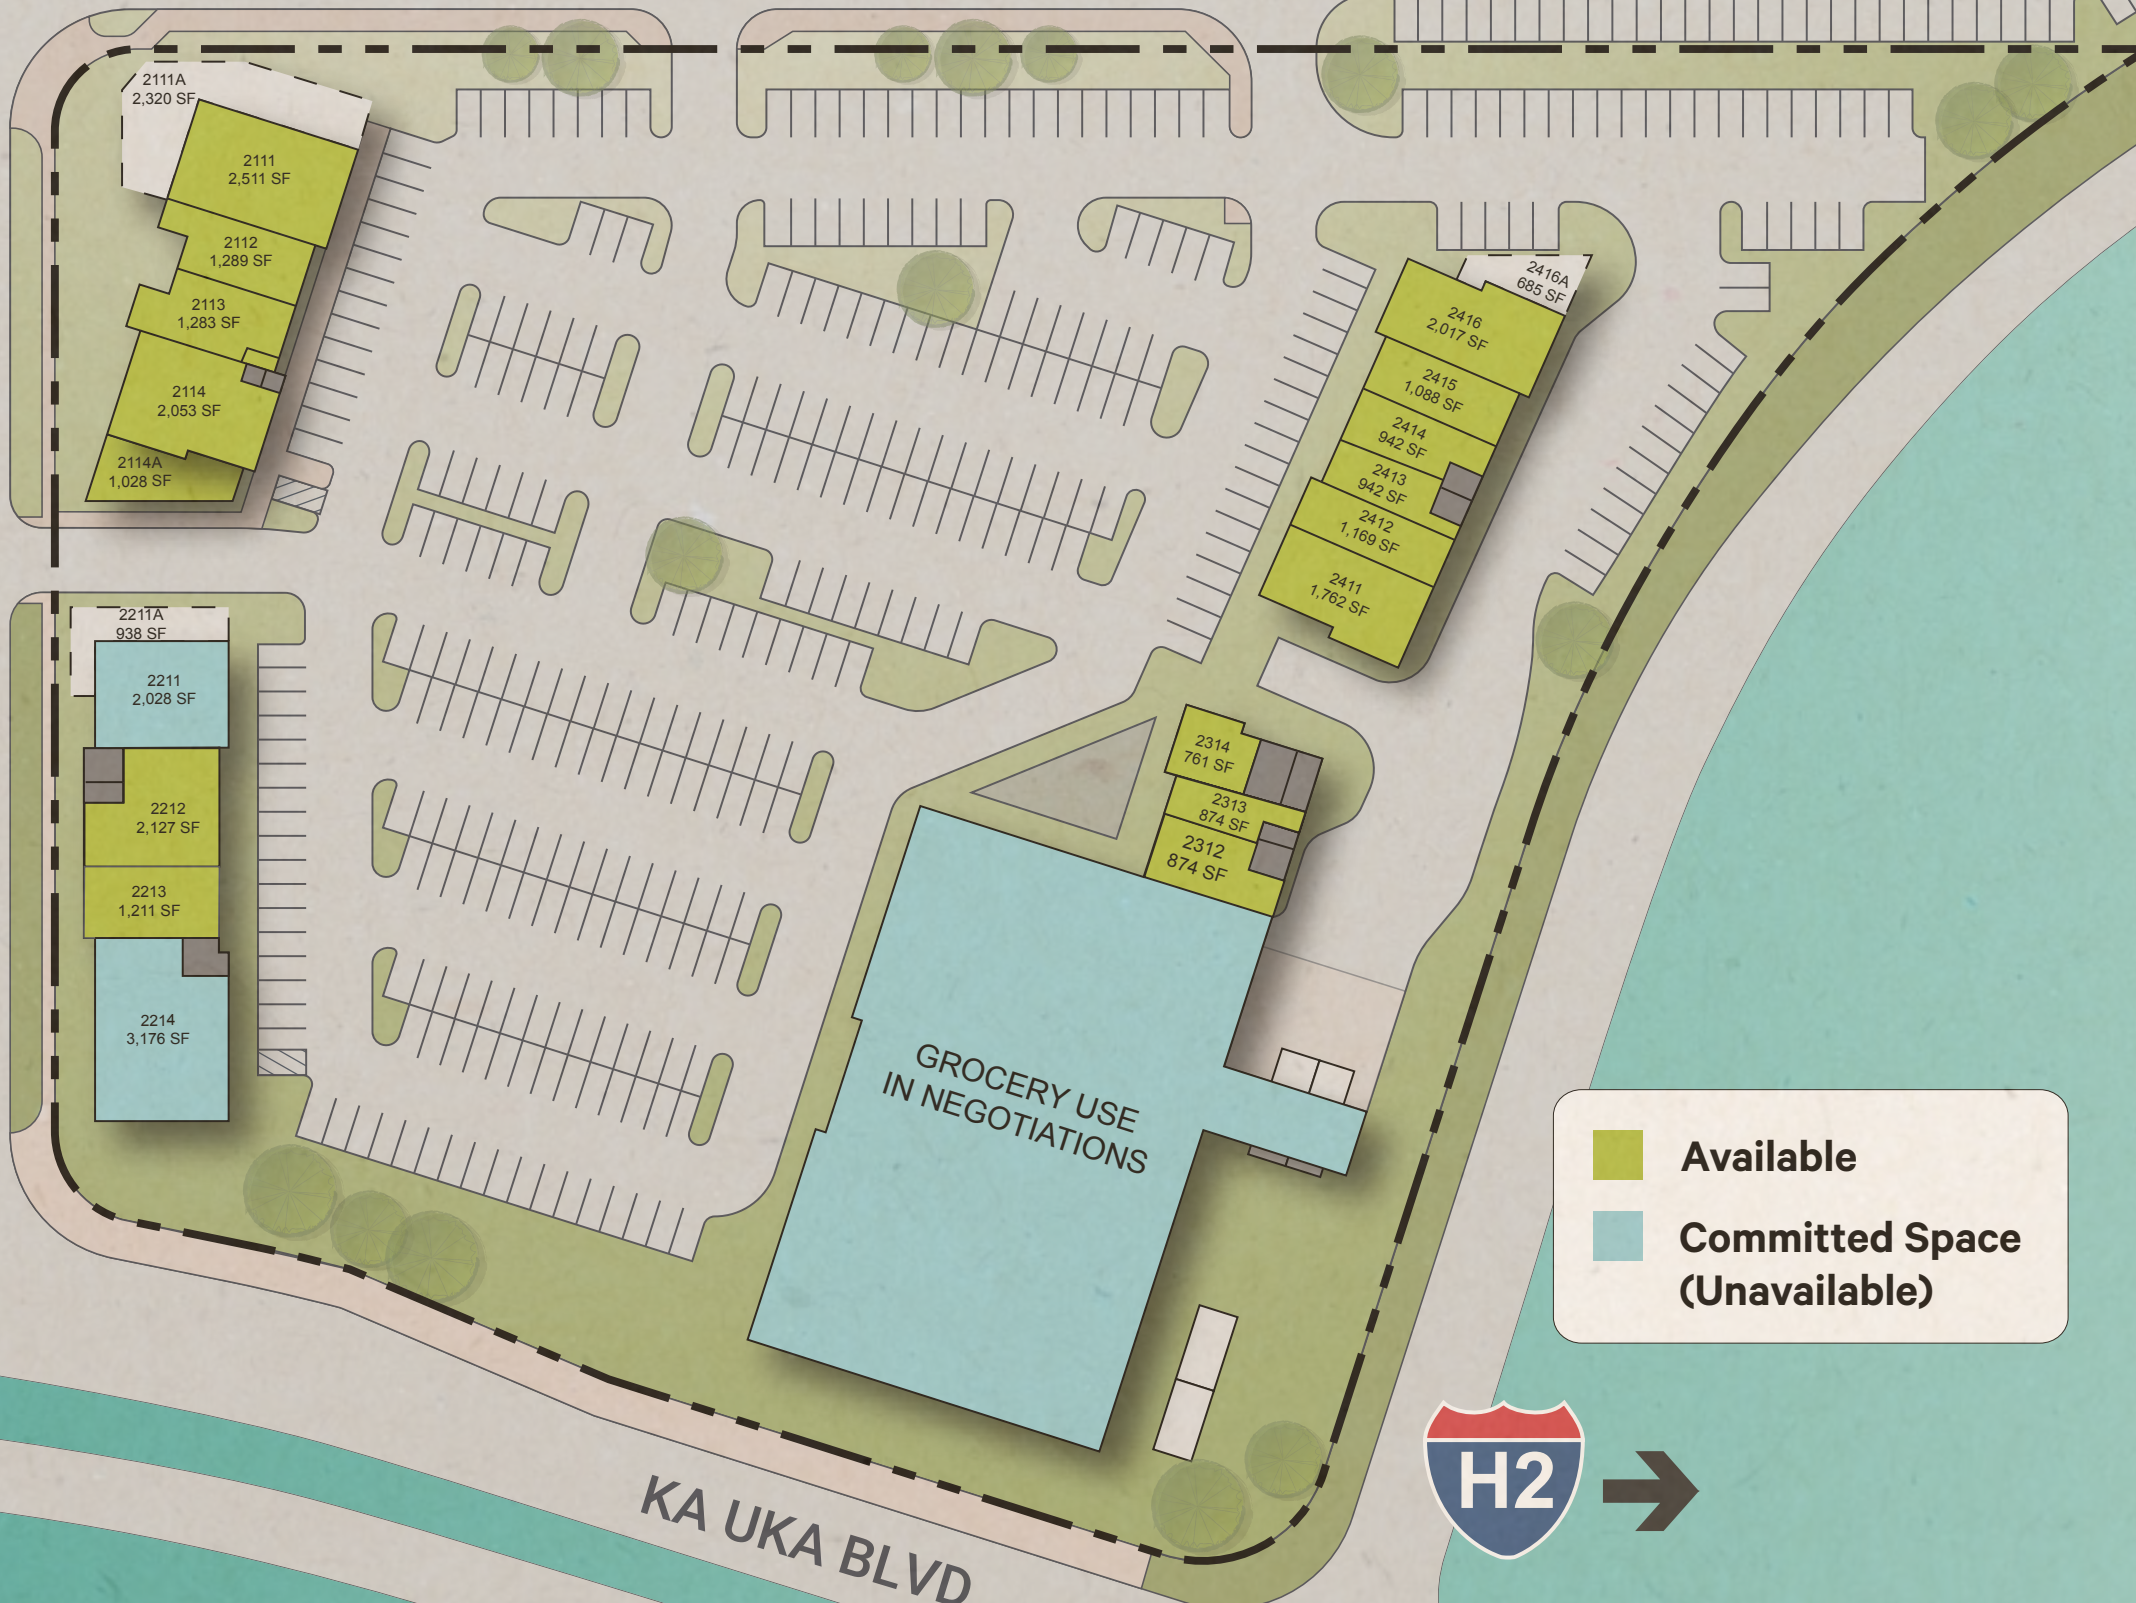 2111A
2,320 SF
2111
2,511 SF
2112
1,289 SF
2113
1,283 SF
2114
2,053 SF
2114A
1,028 SF
2416A
685 SF
2416
2,017 SF
2415
1,088 SF
2414
942 SF
2413
942 SF
2412
1,169 SF
2411
1,762 SF
2211A
938 SF
2211
2,028 SF
2212
2,127 SF
2213
1,211 SF
2214
3,176 SF
2314
761 SF
2313
874 SF
2312
874 SF
GROCERY USE
IN NEGOTIATIONS
Available
Committed Space
(Unavailable)
H2
KA UKA BLVD